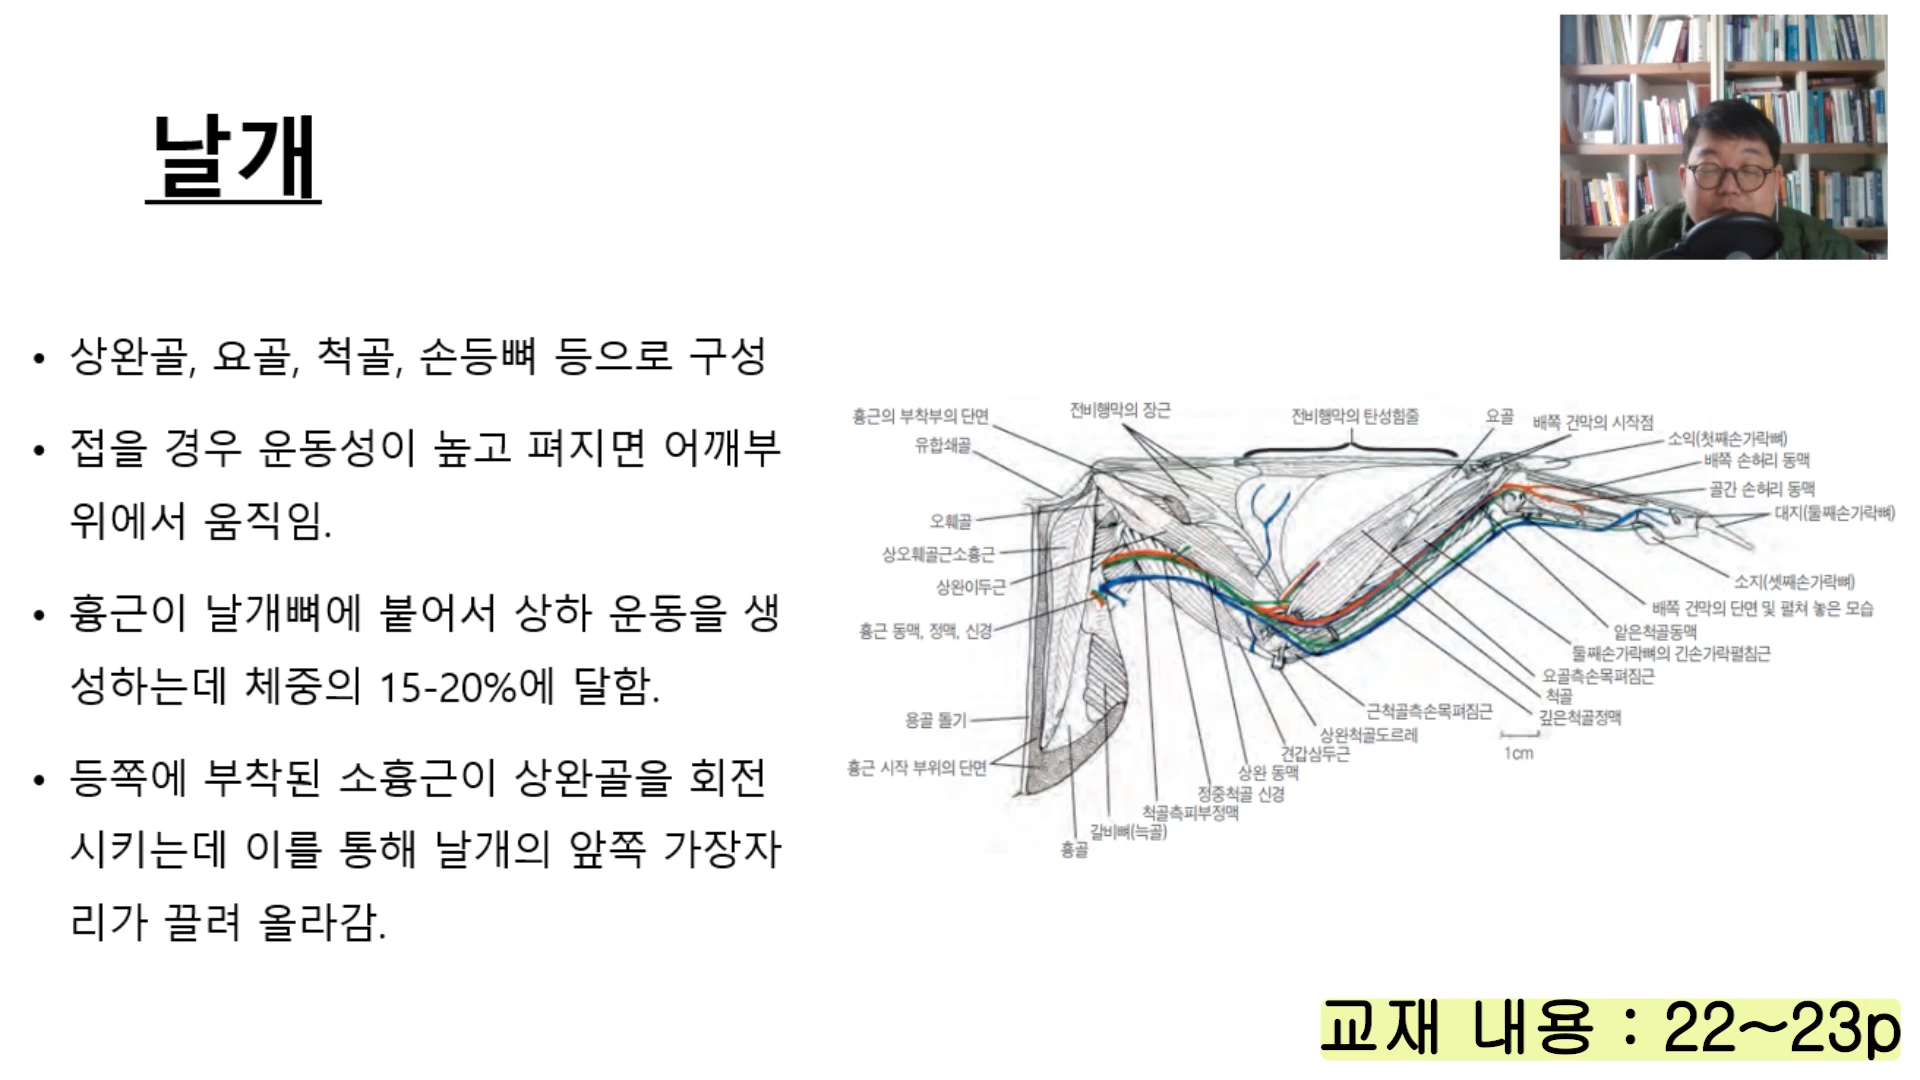 날개
• 상완골, 요골, 척골, 손등뼈 등으로 구성
• 접을 경우 운동성이 높고 펴지면 어깨부
위에서 움직임.
• 흉근이 날개뼈에 붙어서 상하 운동을 생
성하는데 체중의 15-20%에 달함.
• 등쪽에 부착된 소흉근이 상완골을 회전
시키는데 이를 통해 날개의 앞쪽 가장자
리가 끌려 올라감.
흉근의 부착부의 단면
전비행막의 장근
전비행막의 탄성힘줄
요골
배쪽 건막의 시작점
유합쇄골
소익(첫째손가락뼈)
배쪽 손허리 동맥
골간 손허리 동맥
대지(둘째손가락뼈)
오훼골
상오훼골근소흉근
상완이두근
소지(셋째손가락뼈)
배쪽 건막의 단면 및 펼쳐 놓은 모습
흉근 동맥, 정맥, 신경
얕은척골동맥
둘째손가락뼈의 긴손가락펼침근
요골측손목펴짐근
척골
깊은척골정맥
용골 돌기
근척골측손목펴짐근
상완척골도르레
견갑삼두근
1cm
흉근 시작 부위의 단면
상완 동맥
정중척골 신경
척골측피부정맥
갈비뼈(늑골)
흉골
교재 내용 : 22~23p